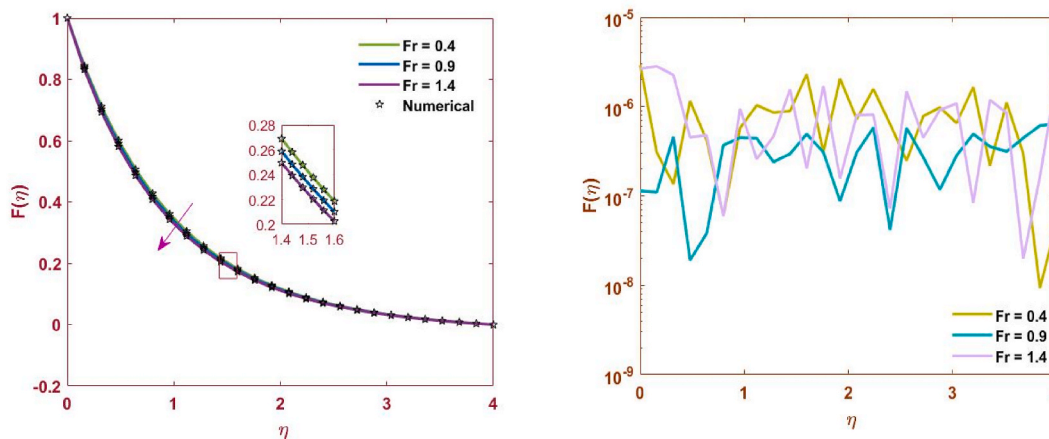 1
0.8
0.6
0.4
0.2
0
-0.2
F(η)
0 1 2 3 4
η
Fr = 0.4
Fr = 0.9
Fr = 1.4
Numerical
0.28
0.26
0.24
0.22
0.2
1.4 1.5 1.6
10-5
10-6
10-7
10-8
10-9
F(η)
0 1 2 3
η
Fr = 0.4
Fr = 0.9
Fr = 1.4